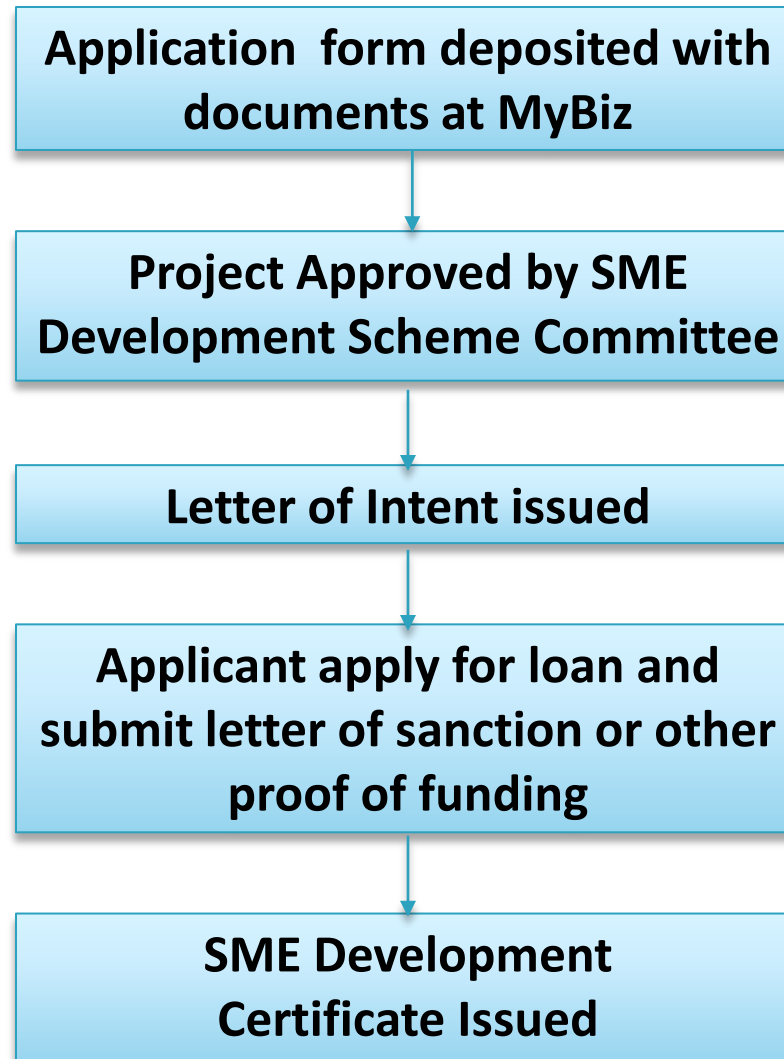 Application  form deposited with
documents at MyBiz
Project Approved by SME
Development Scheme Committee
Letter of Intent issued
Applicant apply for loan and
submit letter of sanction or other
proof of funding
SME Development
Certificate Issued